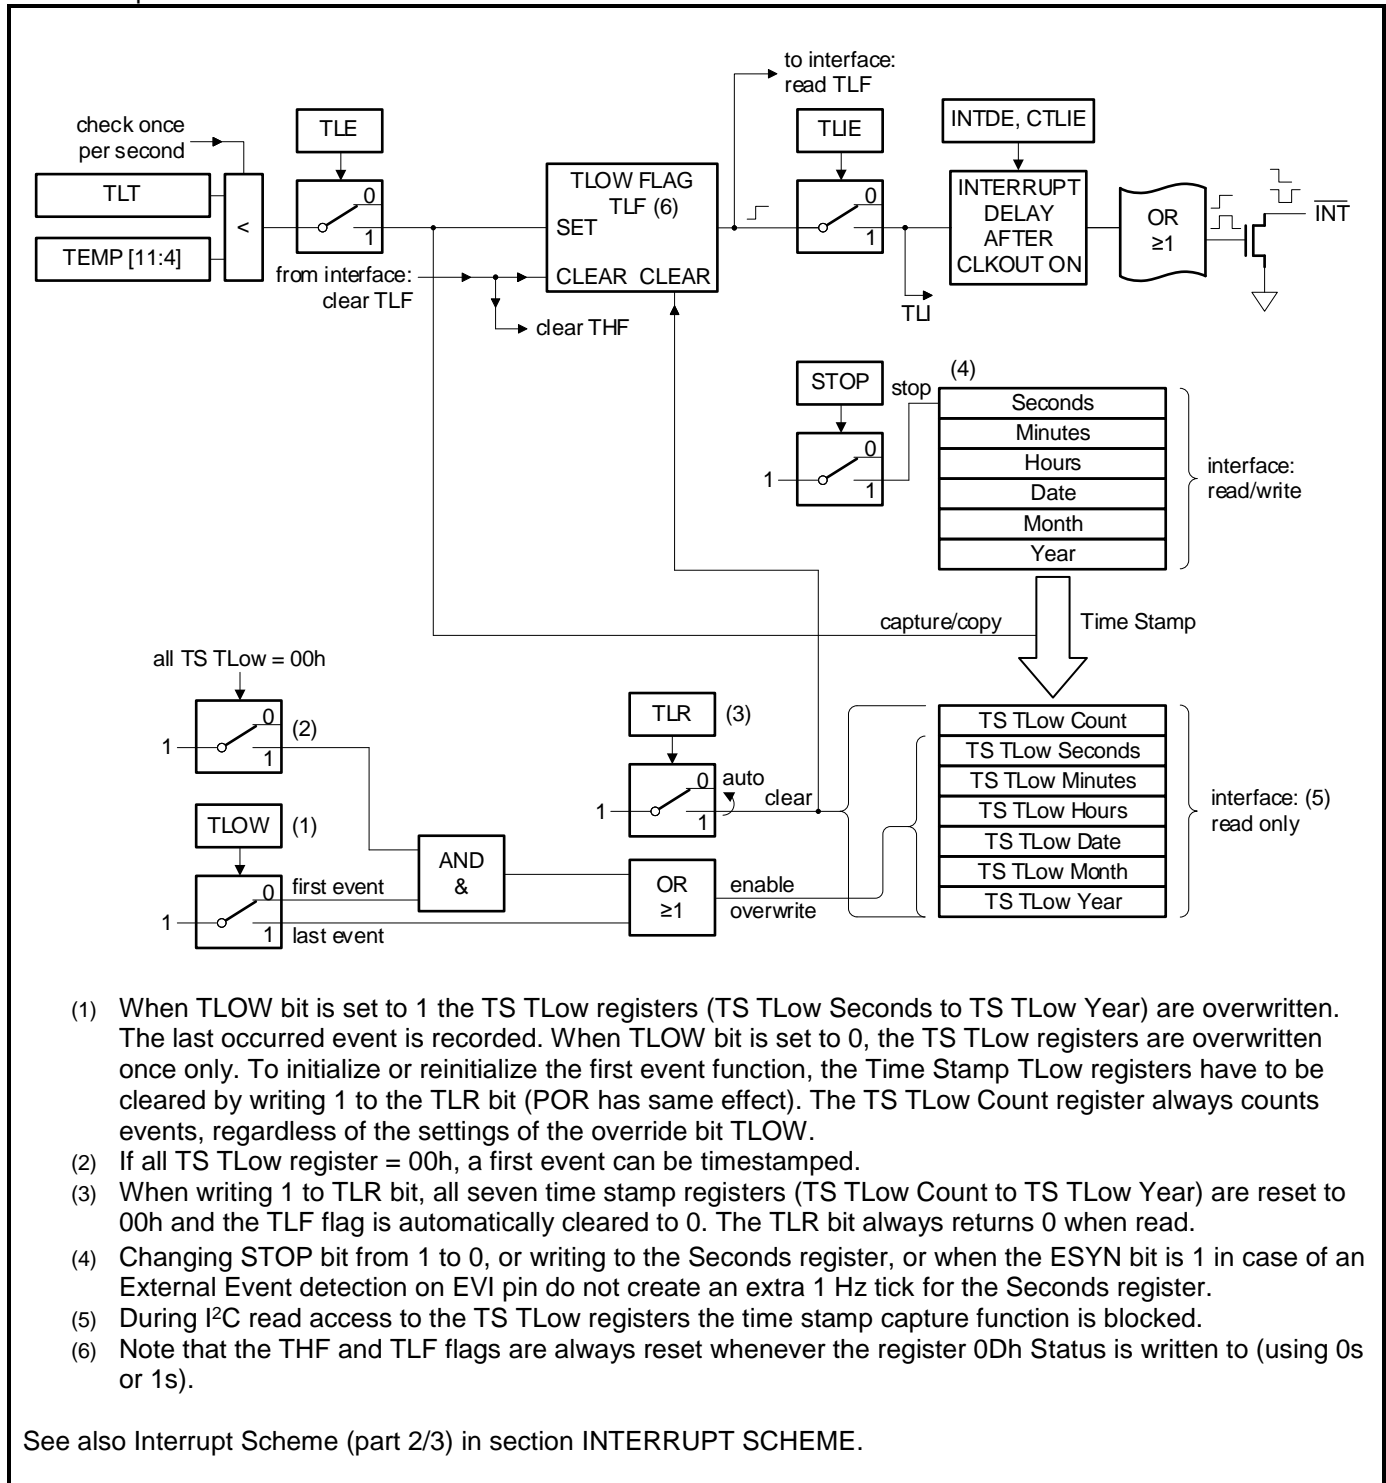 to interface:
read TLF
check once
per second
TLE
TLIE
INTDE, CTLIE
TLT
TEMP [11:4]
<
0
1
TLOW FLAG
TLF (6)
SET
CLEAR CLEAR
0
1
INTERRUPT
DELAY
AFTER
CLKOUT ON
OR
≥1
INT
from interface:
clear TLF
clear THF
TLI
STOP
stop
(4)
0
1
1
Seconds
Minutes
Hours
Date
Month
Year
interface:
read/write
capture/copy
Time Stamp
all TS TLow = 00h
1
0
1
(2)
TLR
(3)
1
0
1
auto
clear
TS TLow Count
TS TLow Seconds
TS TLow Minutes
TS TLow Hours
TS TLow Date
TS TLow Month
TS TLow Year
interface: (5)
read only
TLOW
(1)
1
0
1
first event
last event
AND
&
OR
≥1
enable
overwrite
(1) When TLOW bit is set to 1 the TS TLow registers (TS TLow Seconds to TS TLow Year) are overwritten.
The last occurred event is recorded. When TLOW bit is set to 0, the TS TLow registers are overwritten
once only. To initialize or reinitialize the first event function, the Time Stamp TLow registers have to be
cleared by writing 1 to the TLR bit (POR has same effect). The TS TLow Count register always counts
events, regardless of the settings of the override bit TLOW.
(2) If all TS TLow register = 00h, a first event can be timestamped.
(3) When writing 1 to TLR bit, all seven time stamp registers (TS TLow Count to TS TLow Year) are reset to
00h and the TLF flag is automatically cleared to 0. The TLR bit always returns 0 when read.
(4) Changing STOP bit from 1 to 0, or writing to the Seconds register, or when the ESYN bit is 1 in case of an
External Event detection on EVI pin do not create an extra 1 Hz tick for the Seconds register.
(5) During I²C read access to the TS TLow registers the time stamp capture function is blocked.
(6) Note that the THF and TLF flags are always reset whenever the register 0Dh Status is written to (using 0s
or 1s).
See also Interrupt Scheme (part 2/3) in section INTERRUPT SCHEME.